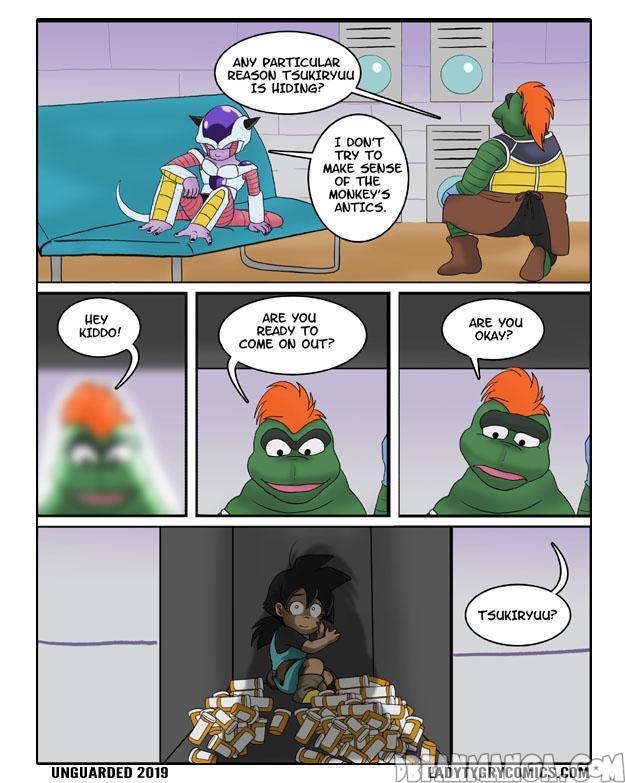 ANY PARTICULAR
REASON TSUKIRYUU
IS HIDING?
I DON'T
TRY TO
MAKE SENSE
OF THE
MONKEY'S
ANTICS.
HEY
KIDDO!
ARE YOU
READY TO
COME ON OUT?
ARE YOU
OKAY?
TSUKIRYUU?
DBFANMANGA.COM
UNGUARDED 2019
LADYTYGRYCOMICS.COM